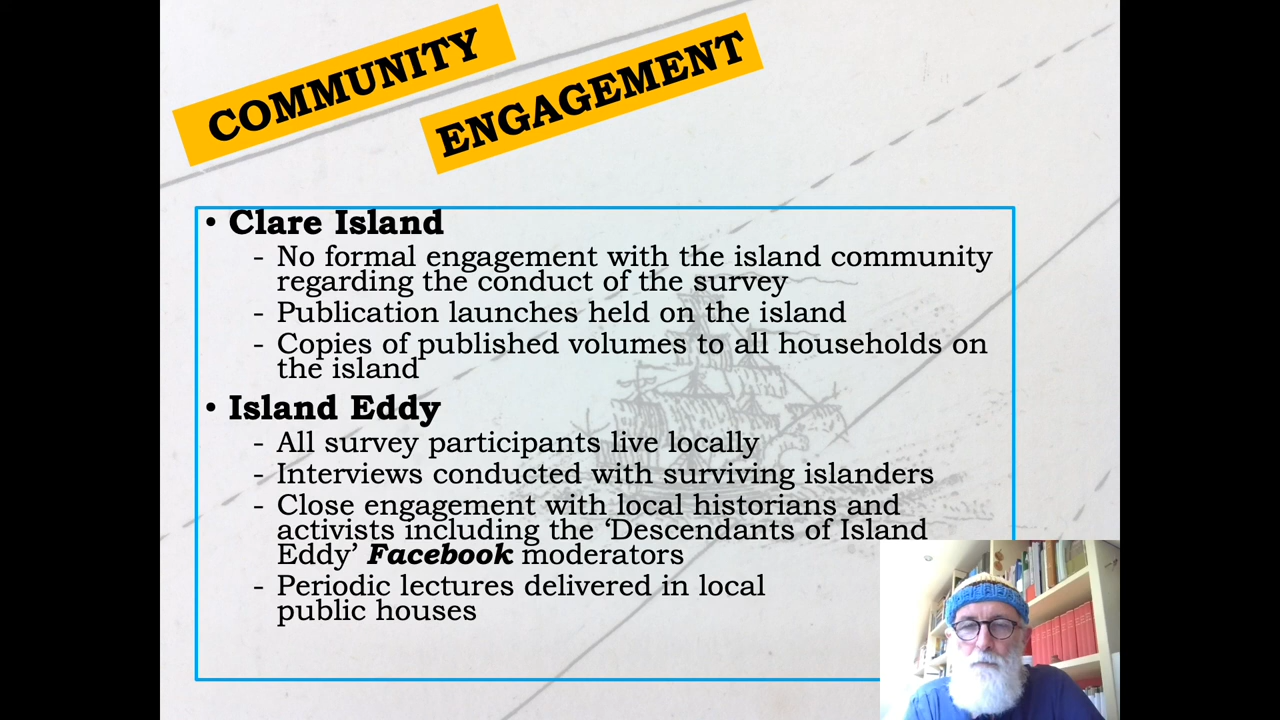 COMMUNITY
ENGAGEMENT
• Clare Island
- No formal engagement with the island community
regarding the conduct of the survey
- Publication launches held on the island
- Copies of published volumes to all households on
the island
• Island Eddy
- All survey participants live locally
- Interviews conducted with surviving islanders
- Close engagement with local historians and
activists including the ‘Descendants of Island
Eddy’ Facebook moderators
- Periodic lectures delivered in local
public houses